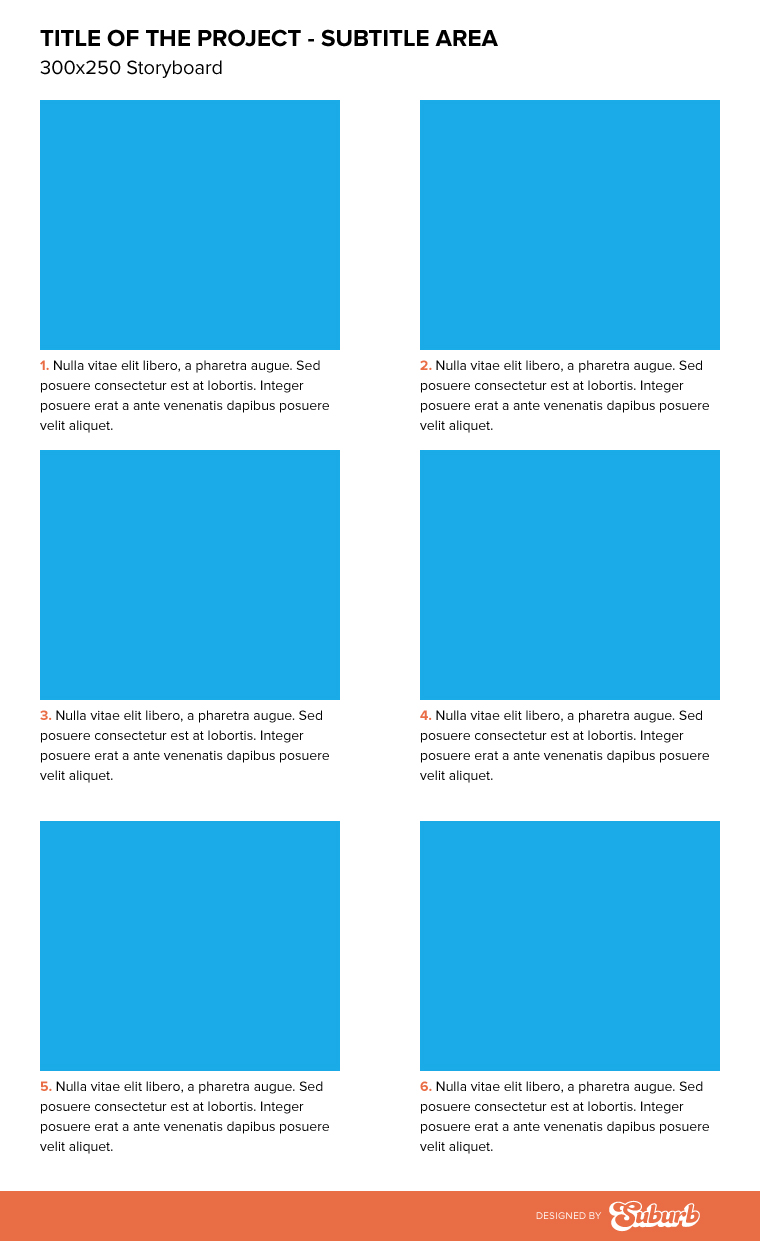 TITLE OF THE PROJECT - SUBTITLE AREA
300x250 Storyboard
1. Nulla vitae elit libero, a pharetra augue. Sed
posuere consectetur est at lobortis. Integer
posuere erat a ante venenatis dapibus posuere
velit aliquet.
2. Nulla vitae elit libero, a pharetra augue. Sed
posuere consectetur est at lobortis. Integer
posuere erat a ante venenatis dapibus posuere
velit aliquet.
3. Nulla vitae elit libero, a pharetra augue. Sed
posuere consectetur est at lobortis. Integer
posuere erat a ante venenatis dapibus posuere
velit aliquet.
4. Nulla vitae elit libero, a pharetra augue. Sed
posuere consectetur est at lobortis. Integer
posuere erat a ante venenatis dapibus posuere
velit aliquet.
5. Nulla vitae elit libero, a pharetra augue. Sed
posuere consectetur est at lobortis. Integer
posuere erat a ante venenatis dapibus posuere
velit aliquet.
6. Nulla vitae elit libero, a pharetra augue. Sed
posuere consectetur est at lobortis. Integer
posuere erat a ante venenatis dapibus posuere
velit aliquet.
DESIGNED BY Suburb